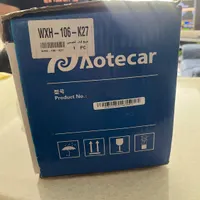 WXH-106-K27
1 PC
Aotecar
型号
Product No: